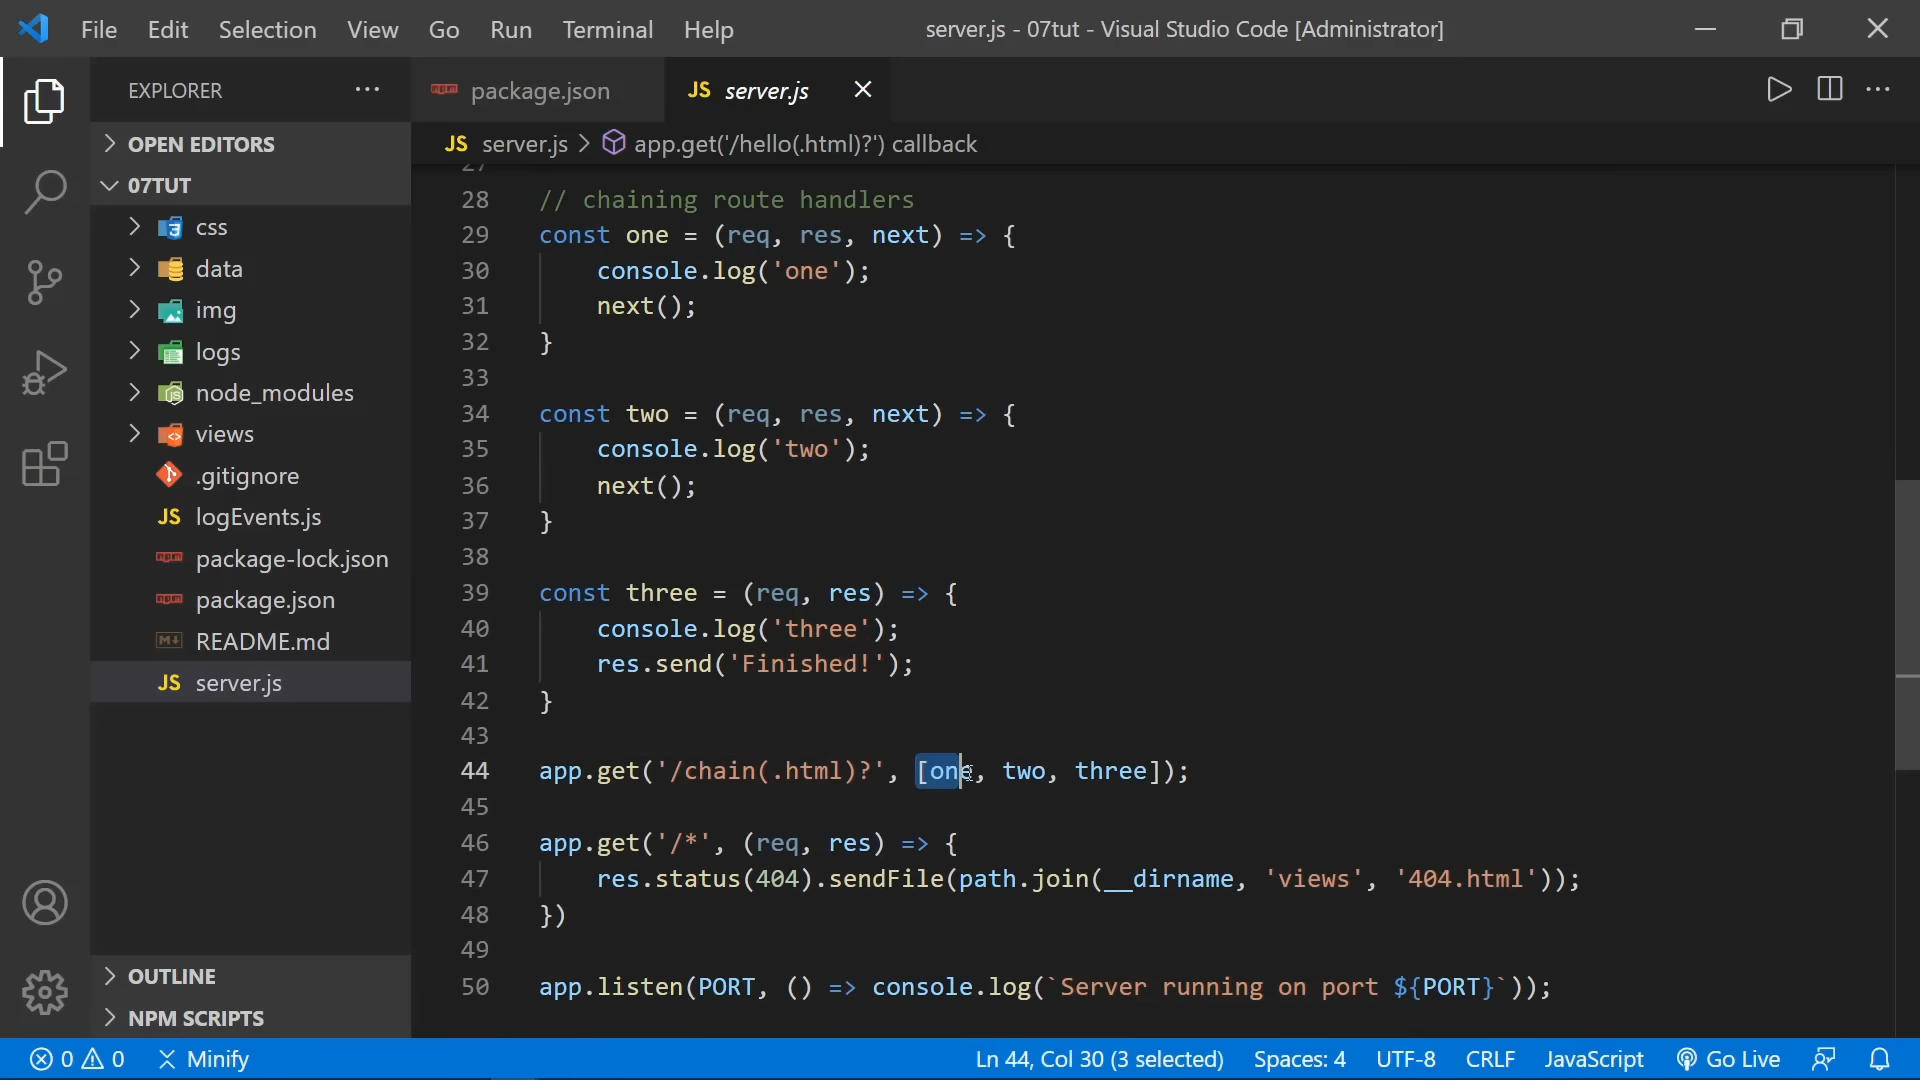 File Edit Selection View Go Run Terminal Help server.js - 07tut - Visual Studio Code [Administrator]
EXPLORER
OPEN EDITORS
07TUT
css
data
img
logs
node_modules
views
.gitignore
JS logEvents.js
package-lock.json
package.json
README.md
JS server.js
OUTLINE
NPM SCRIPTS
package.json JS server.js
JS server.js > app.get('/hello(.html)?') callback
27
28 // chaining route handlers
29 const one = (req, res, next) => {
30 console.log('one');
31 next();
32 }
33
34 const two = (req, res, next) => {
35 console.log('two');
36 next();
37 }
38
39 const three = (req, res) => {
40 console.log('three');
41 res.send('Finished!');
42 }
43
44 app.get('/chain(.html)?', [one, two, three]);
45
46 app.get('/*', (req, res) => {
47 res.status(404).sendFile(path.join(__dirname, 'views', '404.html'));
48 })
49
50 app.listen(PORT, () => console.log(`Server running on port ${PORT}`));
0 0 Minify Ln 44, Col 30 (3 selected) Spaces: 4 UTF-8 CRLF JavaScript Go Live